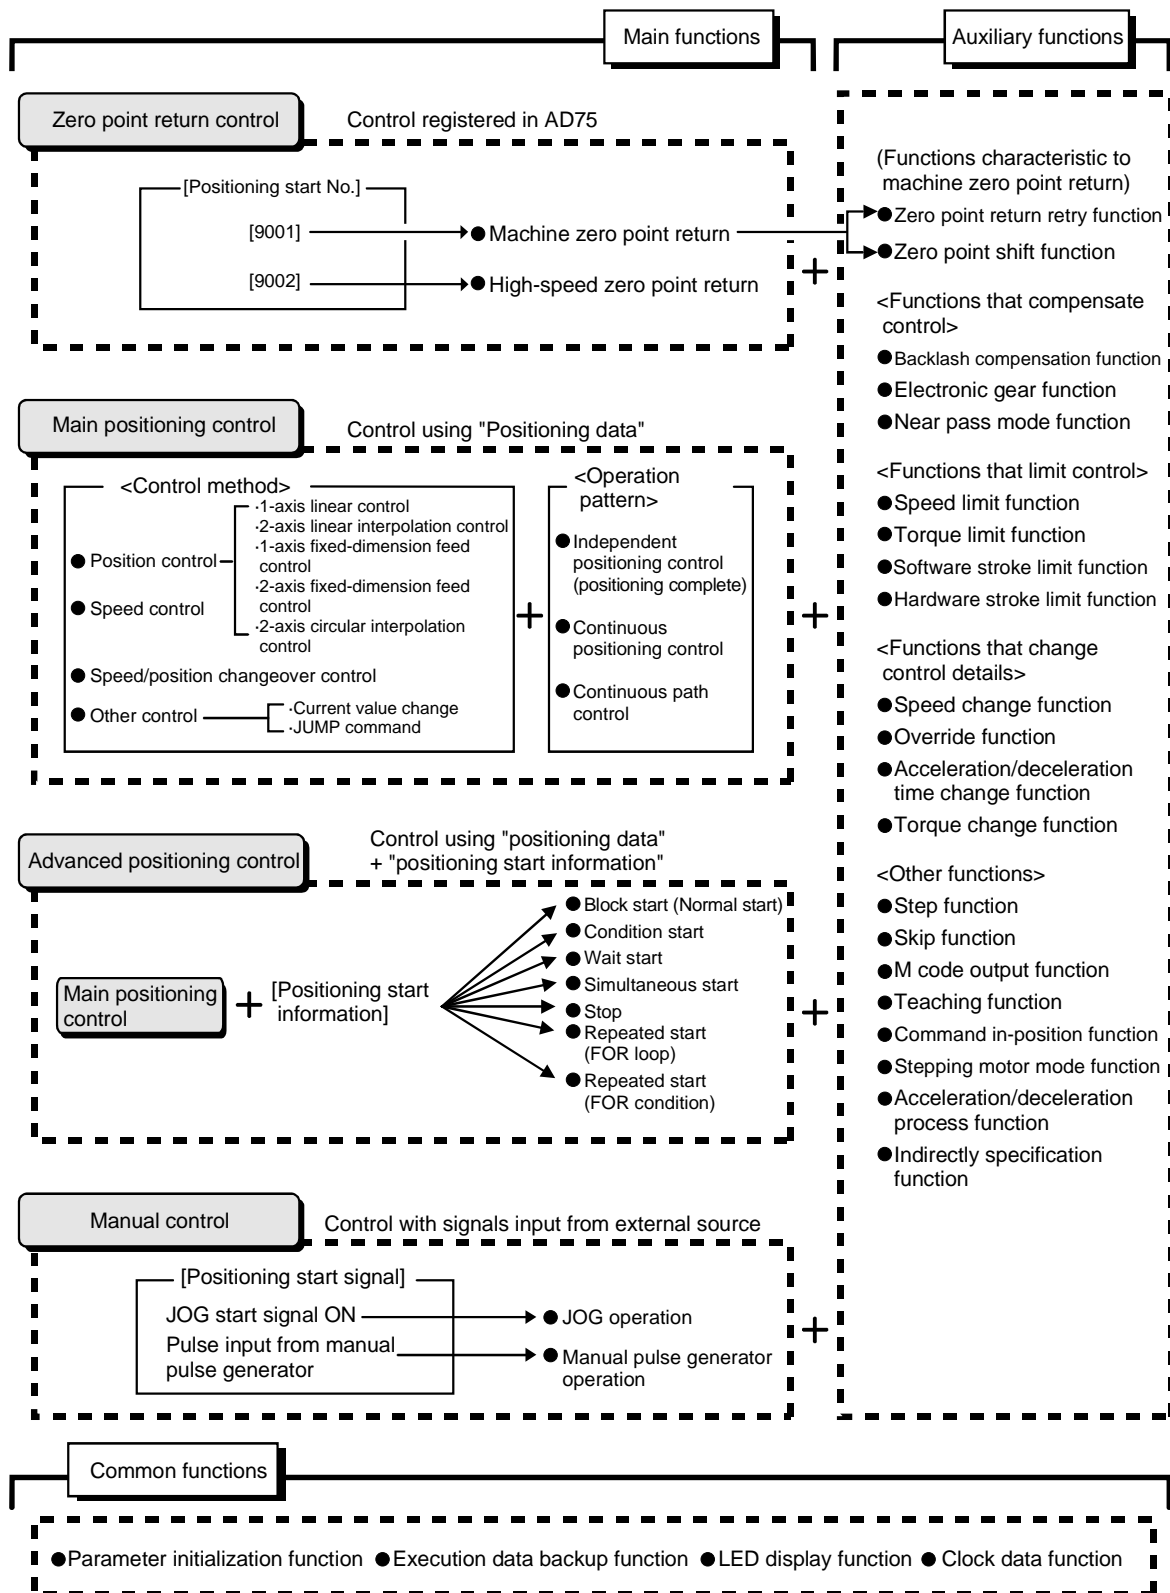 Main functions
Auxiliary functions
Zero point return control
Control registered in AD75
[Positioning start No.]
[9001]
●Machine zero point return
[9002]
●High-speed zero point return
+
(Functions characteristic to
machine zero point return)
●Zero point return retry function
●Zero point shift function
<Functions that compensate
control>
●Backlash compensation function
●Electronic gear function
●Near pass mode function
<Functions that limit control>
●Speed limit function
●Torque limit function
●Software stroke limit function
●Hardware stroke limit function
<Functions that change
control details>
●Speed change function
●Override function
●Acceleration/deceleration
time change function
●Torque change function
<Other functions>
●Step function
●Skip function
●M code output function
●Teaching function
●Command in-position function
●Stepping motor mode function
●Acceleration/deceleration
process function
●Indirectly specification
function
Main positioning control
Control using "Positioning data"
<Control method>
●Position control
·1-axis linear control
·2-axis linear interpolation control
·1-axis fixed-dimension feed
control
·2-axis fixed-dimension feed
control
·2-axis circular interpolation
control
●Speed control
●Speed/position changeover control
●Other control
·Current value change
·JUMP command
+
<Operation
pattern>
●Independent
positioning control
(positioning complete)
●Continuous
positioning control
●Continuous path
control
+
Advanced positioning control
Control using "positioning data"
+ "positioning start information"
Main positioning
control
+
[Positioning start
information]
●Block start (Normal start)
●Condition start
●Wait start
●Simultaneous start
●Stop
●Repeated start
(FOR loop)
●Repeated start
(FOR condition)
+
Manual control
Control with signals input from external source
[Positioning start signal]
JOG start signal ON
●JOG operation
Pulse input from manual
pulse generator
●Manual pulse generator
operation
+
Common functions
●Parameter initialization function ●Execution data backup function ●LED display function ●Clock data function